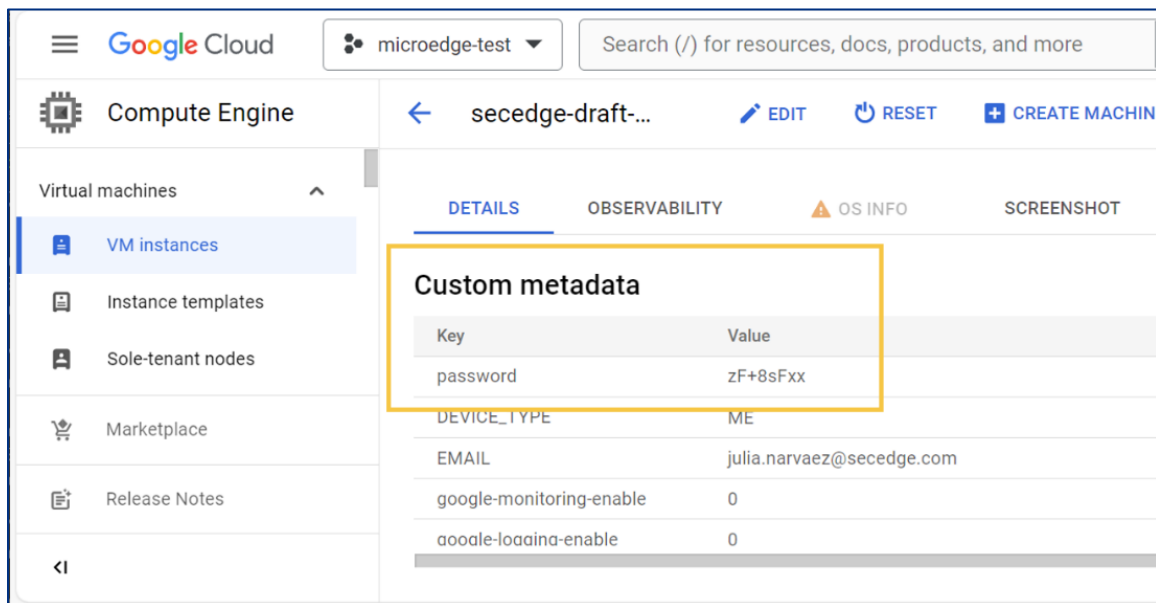 Google Cloud
microedge-test
Search (/) for resources, docs, products, and more
Compute Engine
secedge-draft-...
EDIT
RESET
CREATE MACHIN
Virtual machines
DETAILS
OBSERVABILITY
OS INFO
SCREENSHOT
VM instances
Custom metadata
Instance templates
Key Value
Sole-tenant nodes
password zF+8sFxx
DEVICE_TYPE ME
Marketplace
EMAIL julia.narvaez@secedge.com
Release Notes
google-monitoring-enable 0
google-logging-enable 0